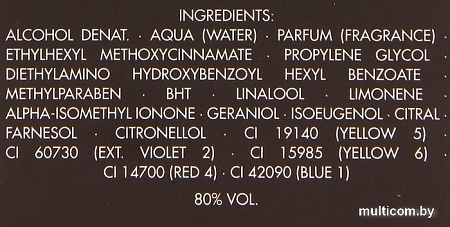 INGREDIENTS:
ALCOHOL DENAT. · AQUA (WATER) · PARFUM (FRAGRANCE) ·
ETHYLHEXYL METHOXYCINNAMATE · PROPYLENE GLYCOL ·
DIETHYLAMINO HYDROXYBENZOYL HEXYL BENZOATE ·
METHYLPARABEN · BHT · LINALOOL · LIMONENE ·
ALPHA-ISOMETHYL IONONE · GERANIOL · ISOEUGENOL · CITRAL ·
FARNESOL · CITRONELLOL · CI 19140 (YELLOW 5) ·
CI 60730 (EXT. VIOLET 2) · CI 15985 (YELLOW 6) ·
CI 14700 (RED 4) · CI 42090 (BLUE 1)
80% VOL.
multicom.by